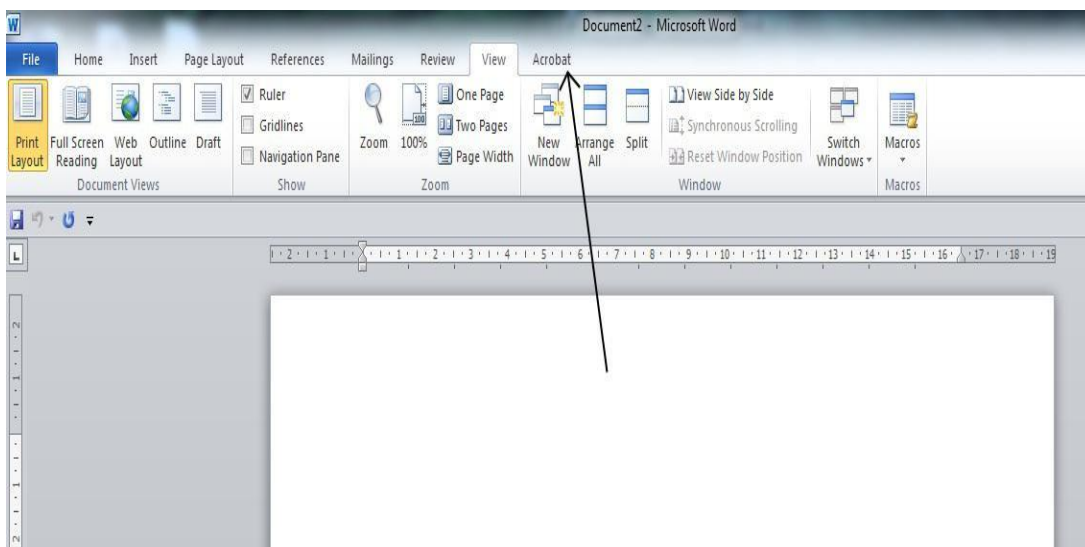 W
Document2 - Microsoft Word
File Home Insert Page Layout References Mailings Review View Acrobat
Print Layout
Full Screen Reading
Web Layout
Outline
Draft
Document Views
Ruler
Gridlines
Navigation Pane
Show
Zoom
100%
One Page
Two Pages
Page Width
Zoom
New Window
Arrange All
Split
View Side by Side
Synchronous Scrolling
Reset Window Position
Switch Windows
Window
Macros
Macros
L
2 1 1 2 3 4 5 6 7 8 9 10 11 12 13 14 15 16 17 18 19
2
1
1
2